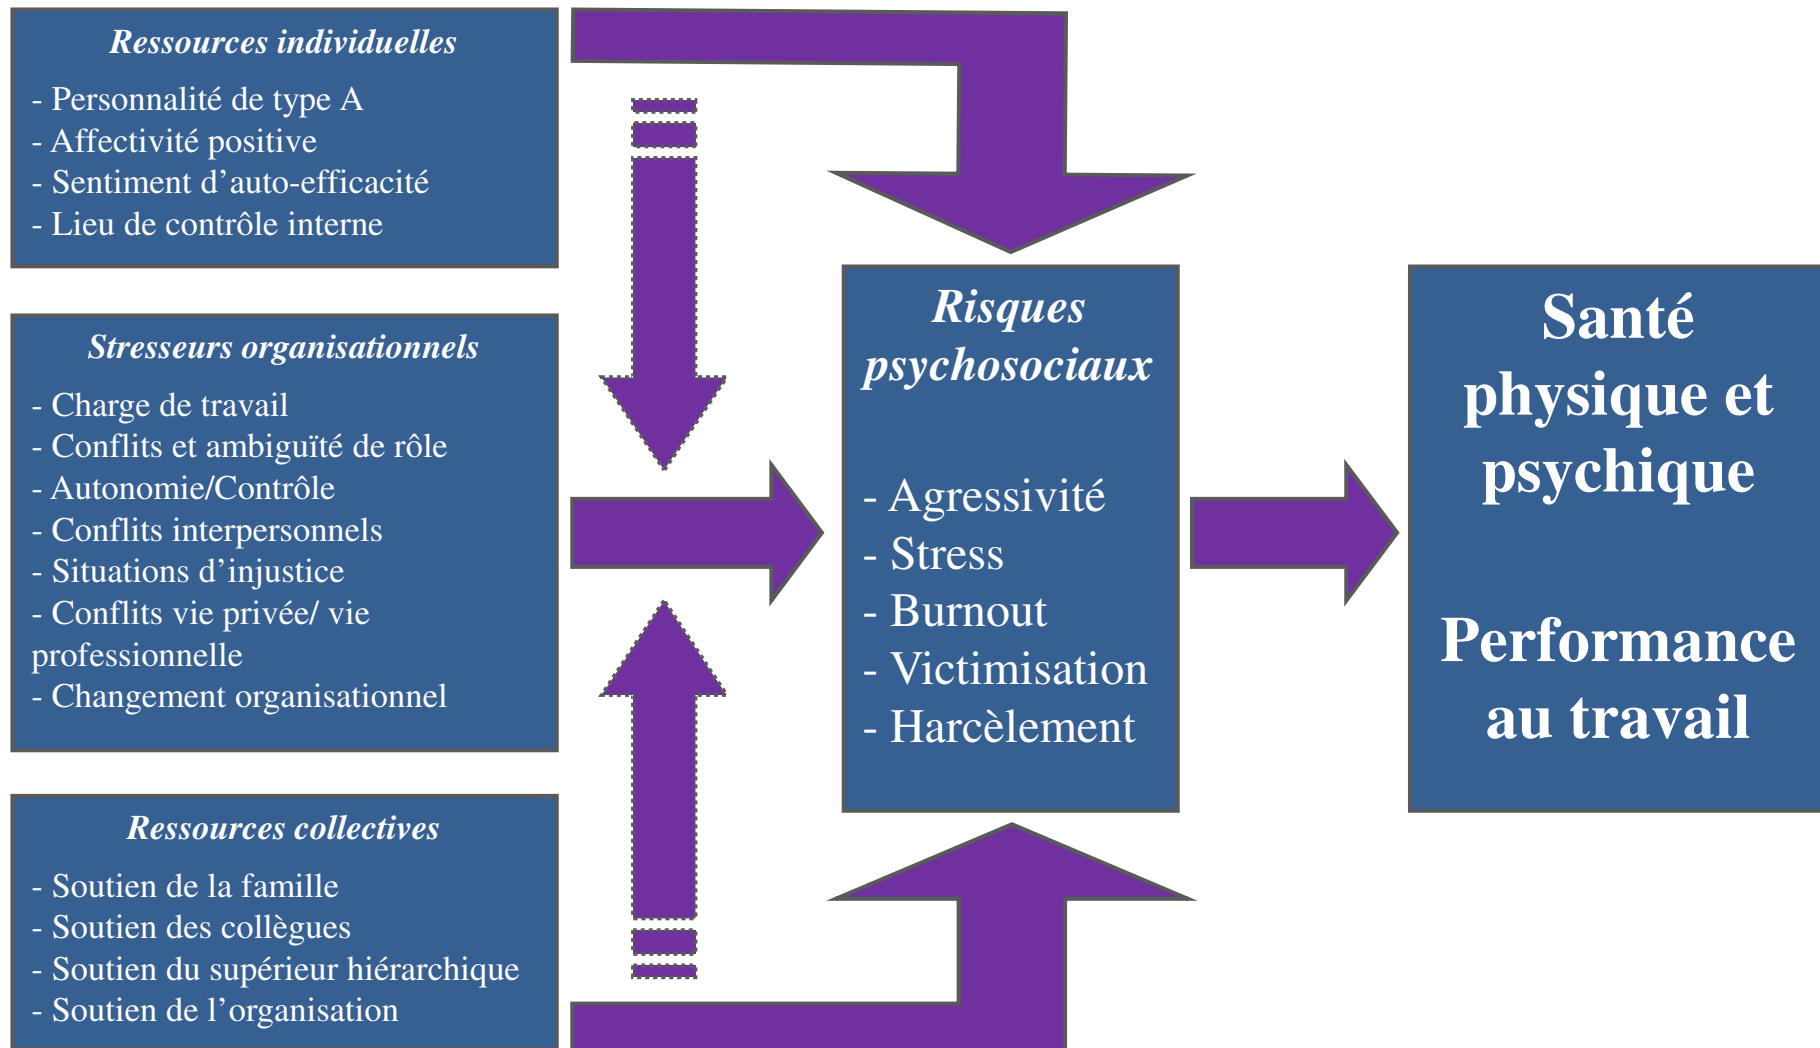 Ressources individuelles
- Personnalité de type A
- Affectivité positive
- Sentiment d’auto-efficacité
- Lieu de contrôle interne
Stresseurs organisationnels
- Charge de travail
- Conflits et ambiguïté de rôle
- Autonomie/Contrôle
- Conflits interpersonnels
- Situations d’injustice
- Conflits vie privée/ vie
professionnelle
- Changement organisationnel
Ressources collectives
- Soutien de la famille
- Soutien des collègues
- Soutien du supérieur hiérarchique
- Soutien de l’organisation
Risques
psychosociaux
- Agressivité
- Stress
- Burnout
- Victimisation
- Harcèlement
Santé
physique et
psychique
Performance
au travail